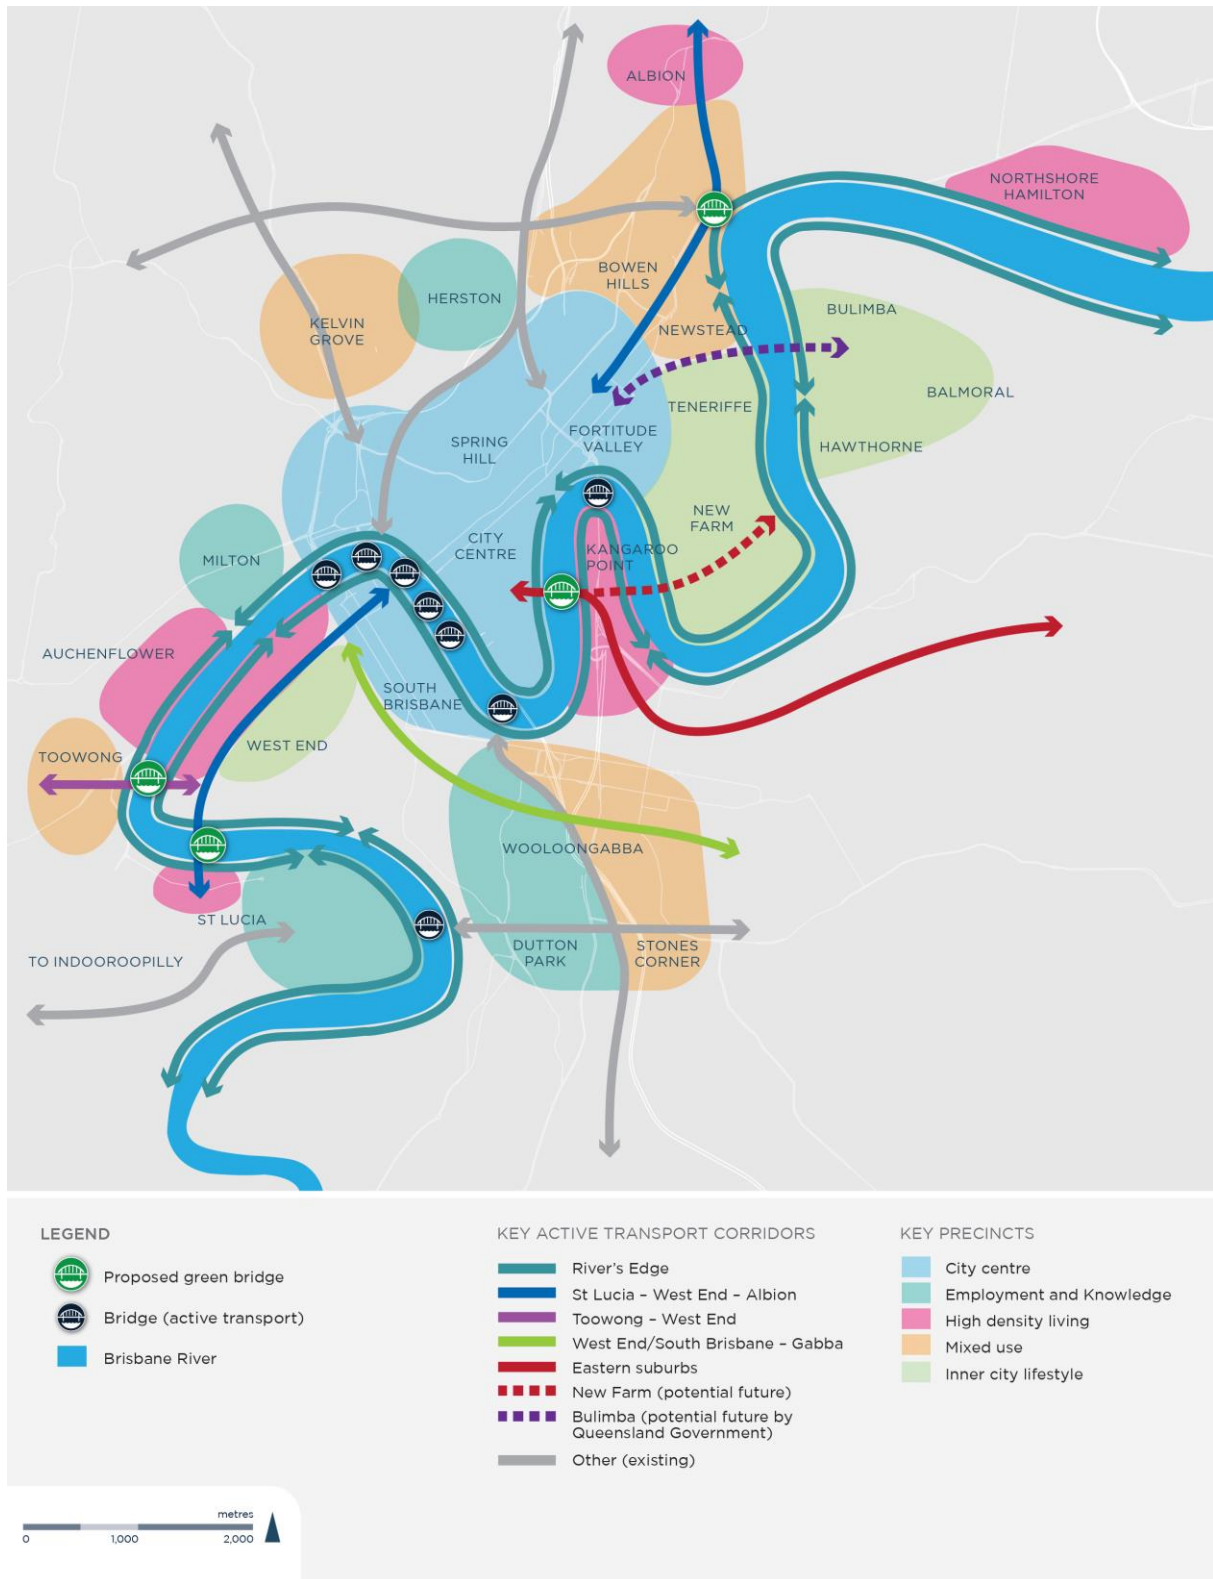 ALBION
NORTHSHORE
HAMILTON
BOWEN
HILLS
HERSTON
BULIMBA
KELVIN
GROVE
NEWSTEAD
BALMORAL
TENERIFFE
FORTITUDE
VALLEY
SPRING
HILL
HAWTHORNE
NEW
FARM
CITY
CENTRE
KANGAROO
POINT
MILTON
AUCHENFLOWER
SOUTH
BRISBANE
WEST END
TOOWONG
WOOLOONGABBA
ST LUCIA
DUTTON
PARK
STONES
CORNER
TO INDOOROOPILLY
LEGEND
Proposed green bridge
Bridge (active transport)
Brisbane River
KEY ACTIVE TRANSPORT CORRIDORS
River's Edge
St Lucia – West End – Albion
Toowong – West End
West End/South Brisbane – Gabba
Eastern suburbs
New Farm (potential future)
Bulimba (potential future by
Queensland Government)
Other (existing)
KEY PRECINCTS
City centre
Employment and Knowledge
High density living
Mixed use
Inner city lifestyle
metres
0 1,000 2,000